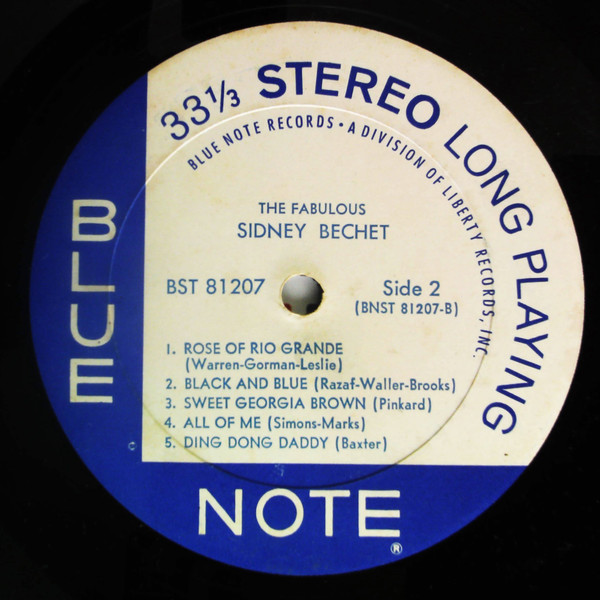 33⅓ STEREO LONG PLAYING
BLUE NOTE RECORDS • A DIVISION OF LIBERTY RECORDS, INC.
THE FABULOUS
SIDNEY BECHET
BST 81207
Side 2
(BNST 81207-B)
1. ROSE OF RIO GRANDE
(Warren-Gorman-Leslie)
2. BLACK AND BLUE (Razaf-Waller-Brooks)
3. SWEET GEORGIA BROWN (Pinkard)
4. ALL OF ME (Simons-Marks)
5. DING DONG DADDY (Baxter)
BLUE
NOTE
®